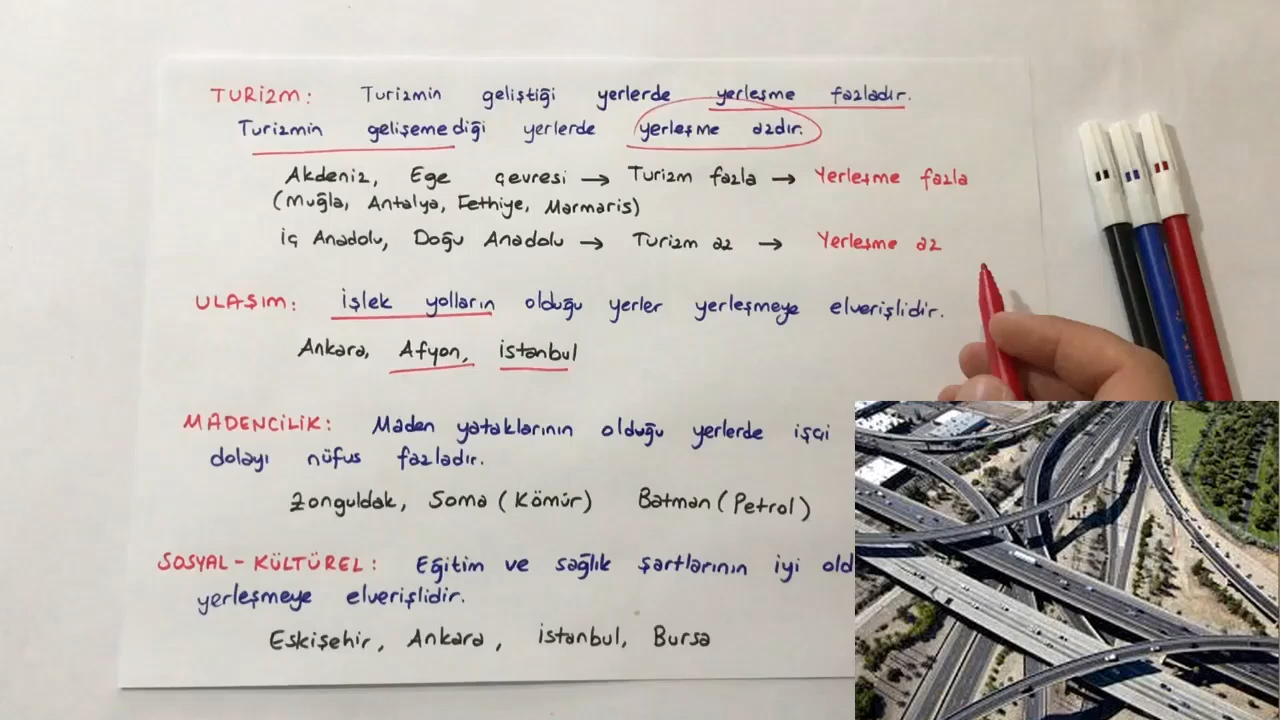 TURİZM: Turizmin geliştiği yerlerde yerleşme fazladır.
Turizmin gelişemediği yerlerde yerleşme azdır.
Akdeniz, Ege çevresi → Turizm fazla → Yerleşme fazla
(Muğla, Antalya, Fethiye, Marmaris)
İç Anadolu, Doğu Anadolu → Turizm az → Yerleşme az
ULAŞIM: İşlek yolların olduğu yerler yerleşmeye elverişlidir.
Ankara, Afyon, İstanbul
MADENCİLİK: Maden yataklarının olduğu yerlerde işçi
dolayı nüfus fazladır.
Zonguldak, Soma (Kömür) Batman (Petrol)
SOSYAL-KÜLTÜREL: Eğitim ve sağlık şartlarının iyi old
yerleşmeye elverişlidir.
Eskişehir, Ankara, İstanbul, Bursa